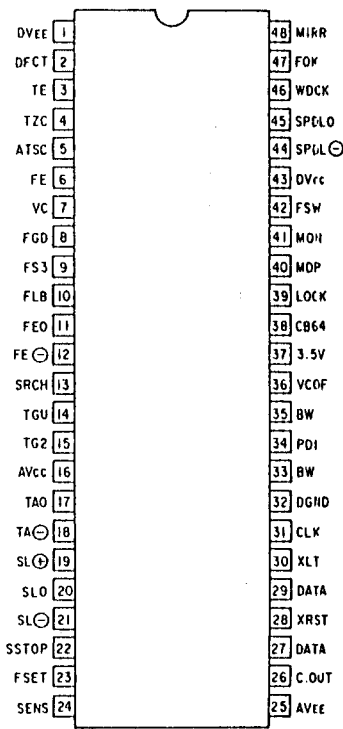 DVEE 1 48 MIRR
DFCT 2 47 FOK
TE 3 46 WDCK
TZC 4 45 SPDLO
ATSC 5 44 SPDL⊖
FE 6 43 DVcc
VC 7 42 FSW
FGD 8 41 MON
FS3 9 40 MDP
FLB 10 39 LOCK
FEO 11 38 C864
FE⊖ 12 37 3.5V
SRCH 13 36 VCOF
TGU 14 35 BW
TG2 15 34 PDI
AVcc 16 33 BW
TAO 17 32 DGND
TA⊖ 18 31 CLK
SL⊕ 19 30 XLT
SLO 20 29 DATA
SL⊖ 21 28 XRST
SSTOP 22 27 DATA
FSET 23 26 C.OUT
SENS 24 25 AVEE